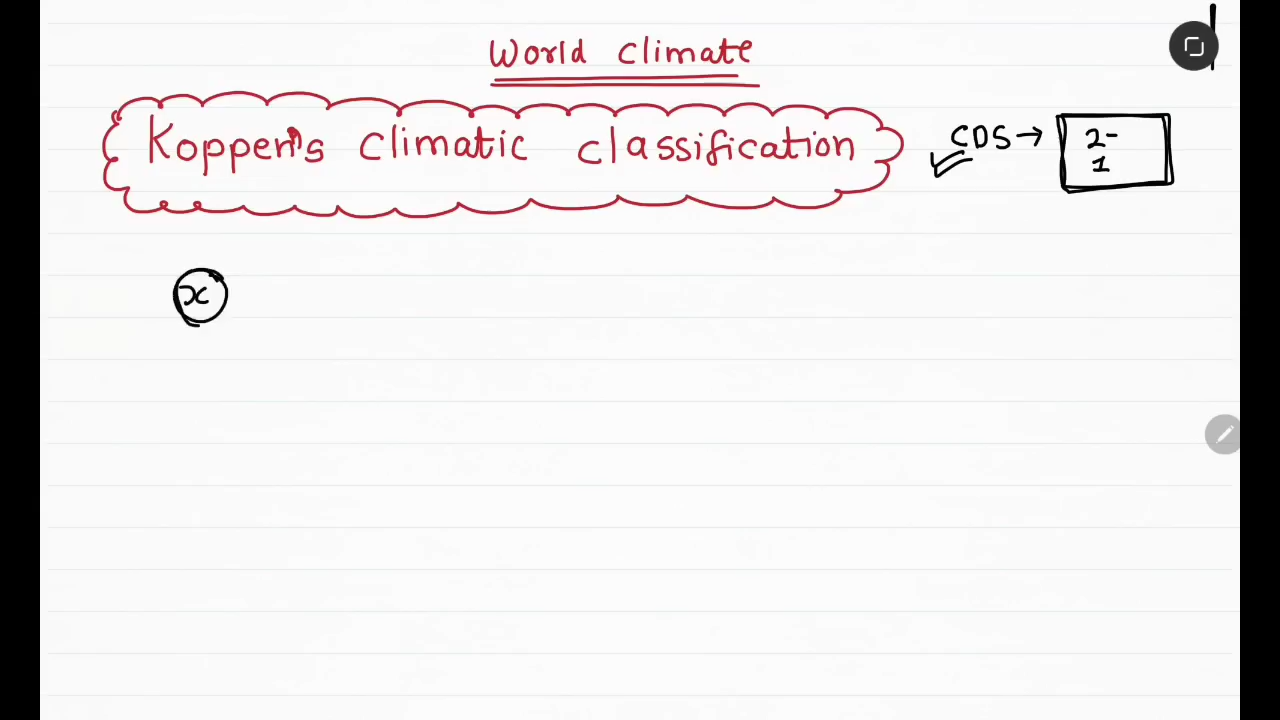 World Climate
Koppen's climatic classification
CDS → 2-
1
x